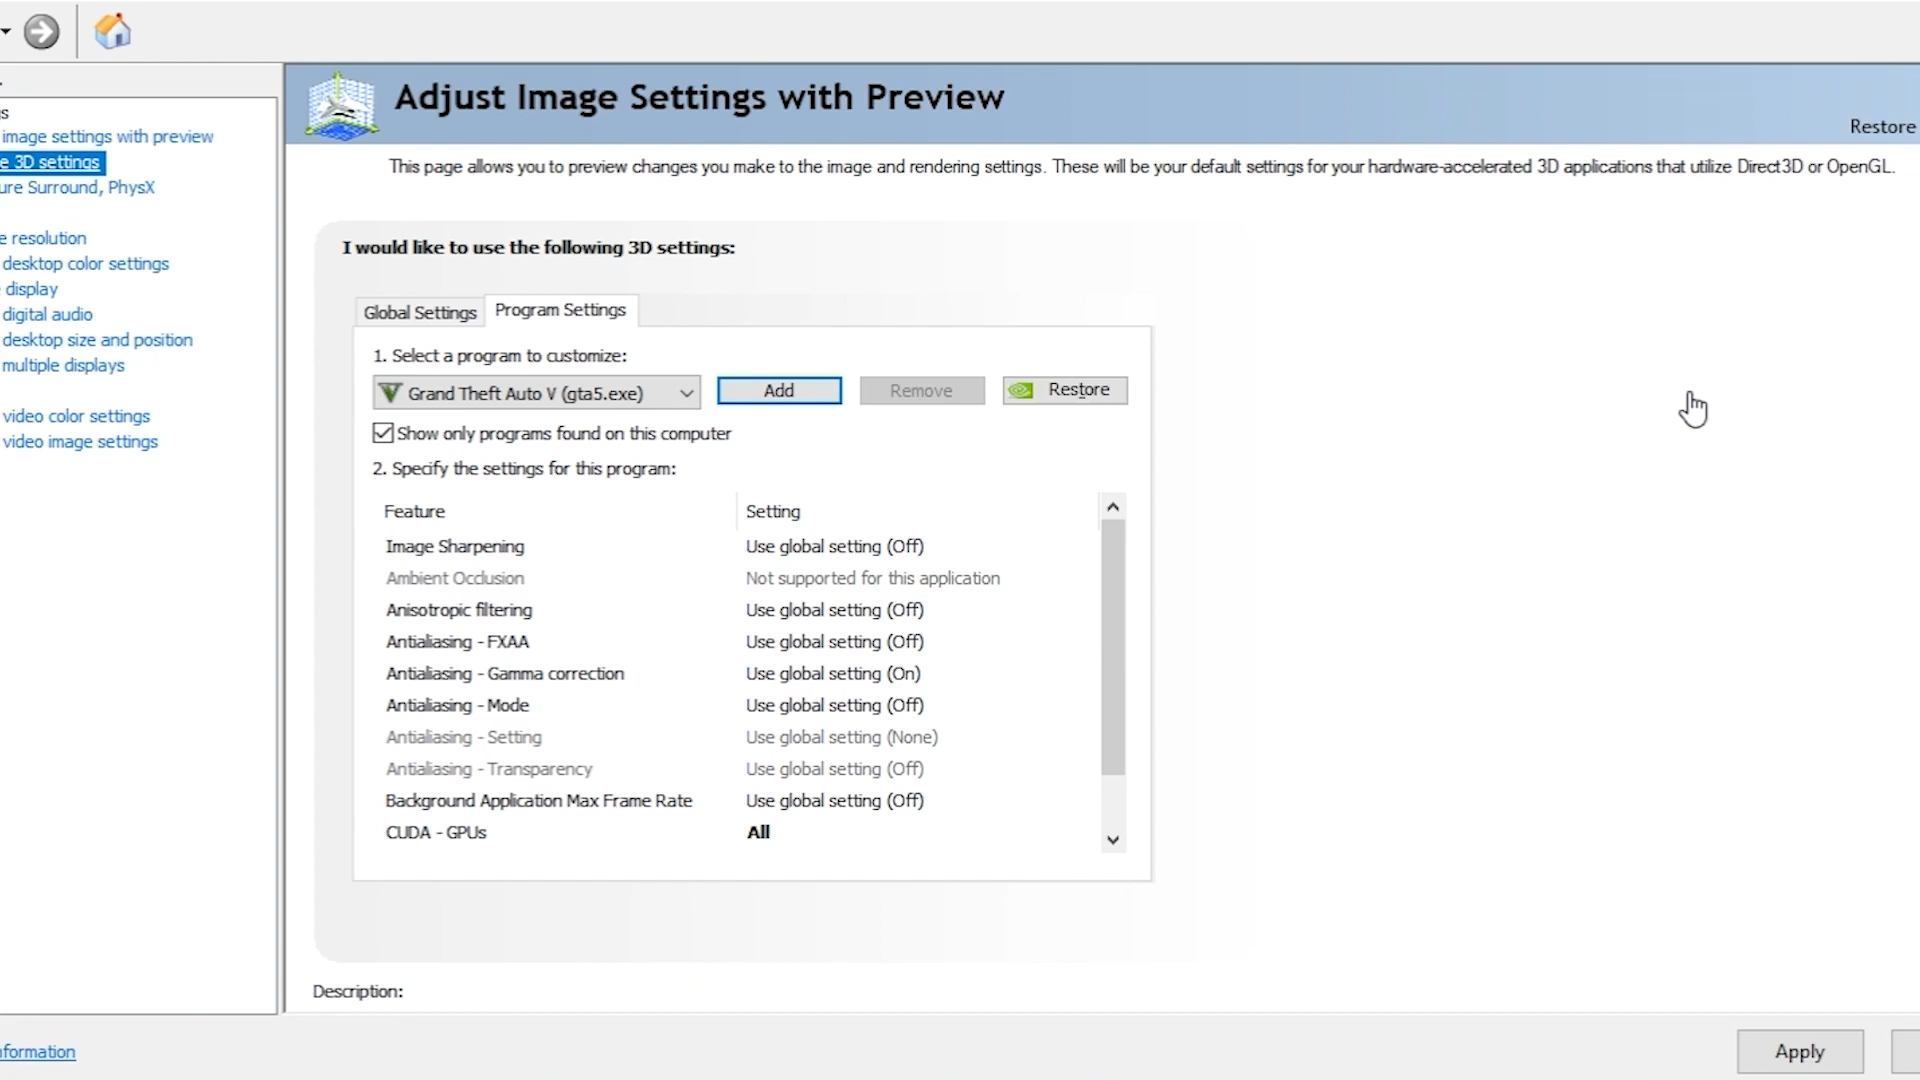 Adjust Image Settings with Preview
Restore
This page allows you to preview changes you make to the image and rendering settings. These will be your default settings for your hardware-accelerated 3D applications that utilize Direct3D or OpenGL.
s
image settings with preview
e 3D settings
ure Surround, PhysX
e resolution
desktop color settings
display
digital audio
desktop size and position
multiple displays
video color settings
video image settings
I would like to use the following 3D settings:
Global Settings
Program Settings
1. Select a program to customize:
Grand Theft Auto V (gta5.exe)
Add
Remove
Restore
Show only programs found on this computer
2. Specify the settings for this program:
Feature Setting
Image Sharpening Use global setting (Off)
Ambient Occlusion Not supported for this application
Anisotropic filtering Use global setting (Off)
Antialiasing - FXAA Use global setting (Off)
Antialiasing - Gamma correction Use global setting (On)
Antialiasing - Mode Use global setting (Off)
Antialiasing - Setting Use global setting (None)
Antialiasing - Transparency Use global setting (Off)
Background Application Max Frame Rate Use global setting (Off)
CUDA - GPUs All
Description:
nformation
Apply